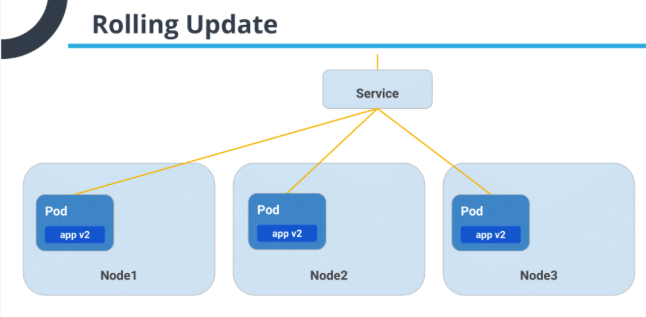 Rolling Update
Service
Pod
app v2
Node1
Pod
app v2
Node2
Pod
app v2
Node3